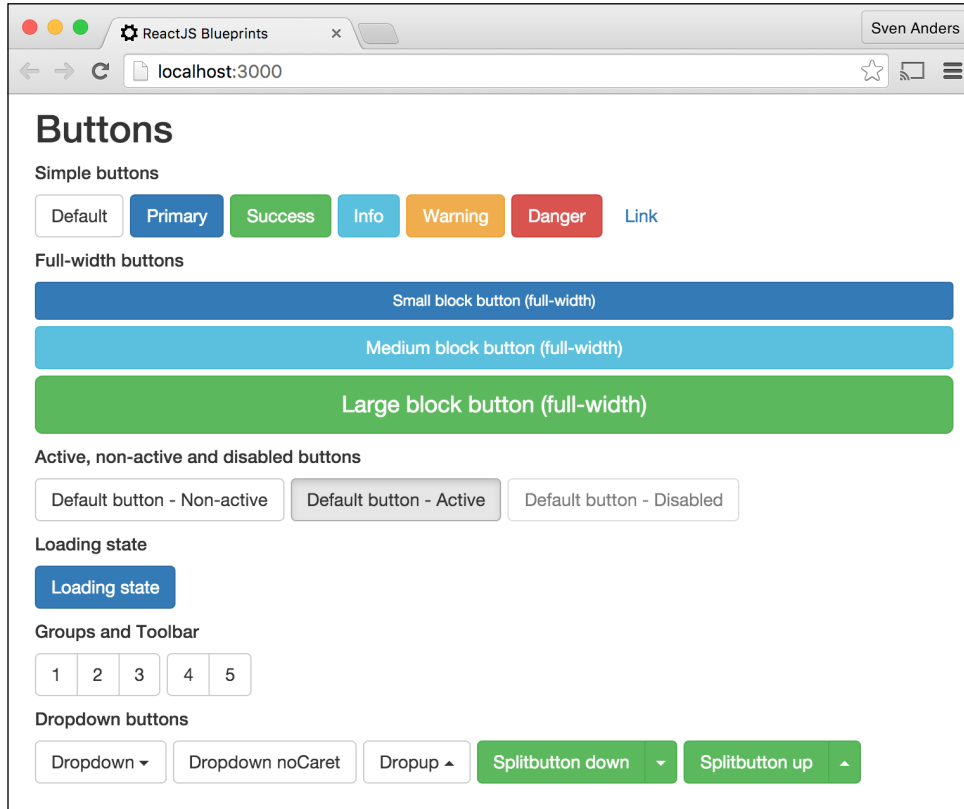 ReactJS Blueprints
Sven Anders
localhost:3000
Buttons
Simple buttons
Default Primary Success Info Warning Danger Link
Full-width buttons
Small block button (full-width)
Medium block button (full-width)
Large block button (full-width)
Active, non-active and disabled buttons
Default button - Non-active Default button - Active Default button - Disabled
Loading state
Loading state
Groups and Toolbar
1 2 3 4 5
Dropdown buttons
Dropdown Dropdown noCaret Dropup Splitbutton down Splitbutton up